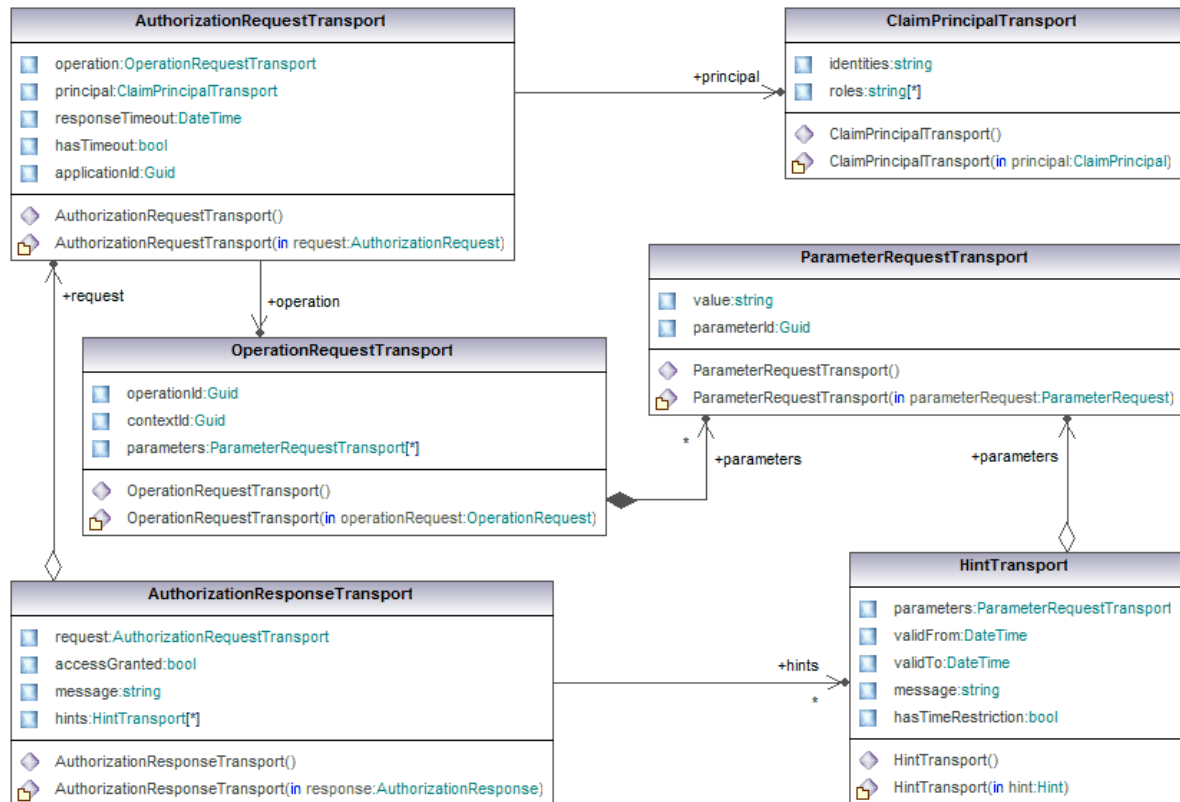 AuthorizationRequestTransport
operation:OperationRequestTransport
principal:ClaimPrincipalTransport
responseTimeout:DateTime
hasTimeout:bool
applicationId:Guid
AuthorizationRequestTransport()
AuthorizationRequestTransport(in request:AuthorizationRequest)
+principal
ClaimPrincipalTransport
identities:string
roles:string[*]
ClaimPrincipalTransport()
ClaimPrincipalTransport(in principal:ClaimPrincipal)
+request
+operation
ParameterRequestTransport
value:string
parameterId:Guid
ParameterRequestTransport()
ParameterRequestTransport(in parameterRequest:ParameterRequest)
OperationRequestTransport
operationId:Guid
contextId:Guid
parameters:ParameterRequestTransport[*]
OperationRequestTransport()
OperationRequestTransport(in operationRequest:OperationRequest)
*
+parameters
+parameters
AuthorizationResponseTransport
request:AuthorizationRequestTransport
accessGranted:bool
message:string
hints:HintTransport[*]
AuthorizationResponseTransport()
AuthorizationResponseTransport(in response:AuthorizationResponse)
+hints
*
HintTransport
parameters:ParameterRequestTransport
validFrom:DateTime
validTo:DateTime
message:string
hasTimeRestriction:bool
HintTransport()
HintTransport(in hint:Hint)